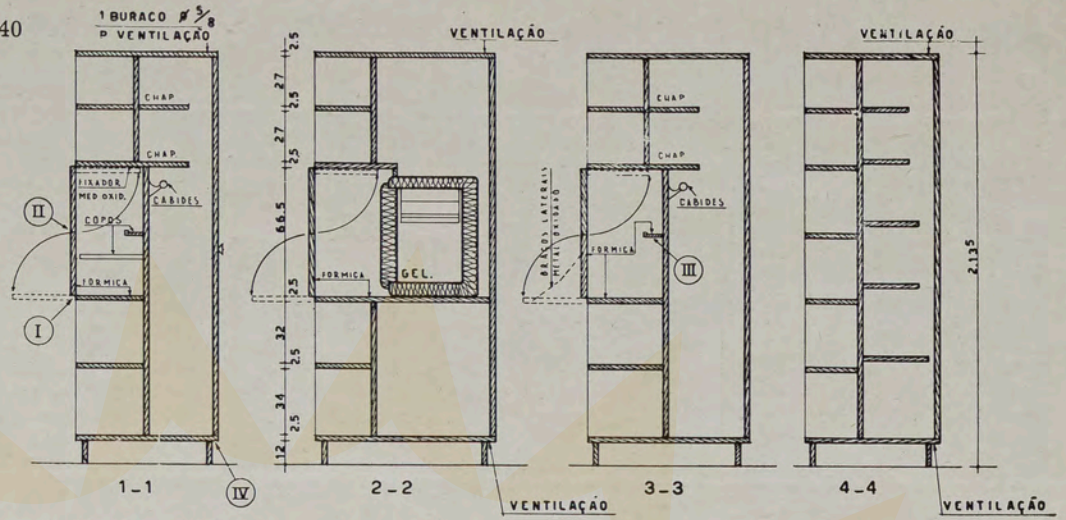 40
1 BURACO ø 5/8
P VENTILAÇÃO
CHAP
CHAP.
FIXADOR
MED OXID.
COPOS
CABIDES
FORMICA
II
I
IV
1-1
VENTILAÇÃO
2.5
27
2.5
27
2.5
66.5
2.5
32
2.5
34
2.5
12
FORMICA
GEL.
2-2
VENTILAÇÃO
CHAP
CHAP
BRAÇOS LATERAIS
METAL OXIDADO
CABIDES
FORMICA
III
3-3
VENTILAÇÃO
2.13⁵
4-4
VENTILAÇÃO